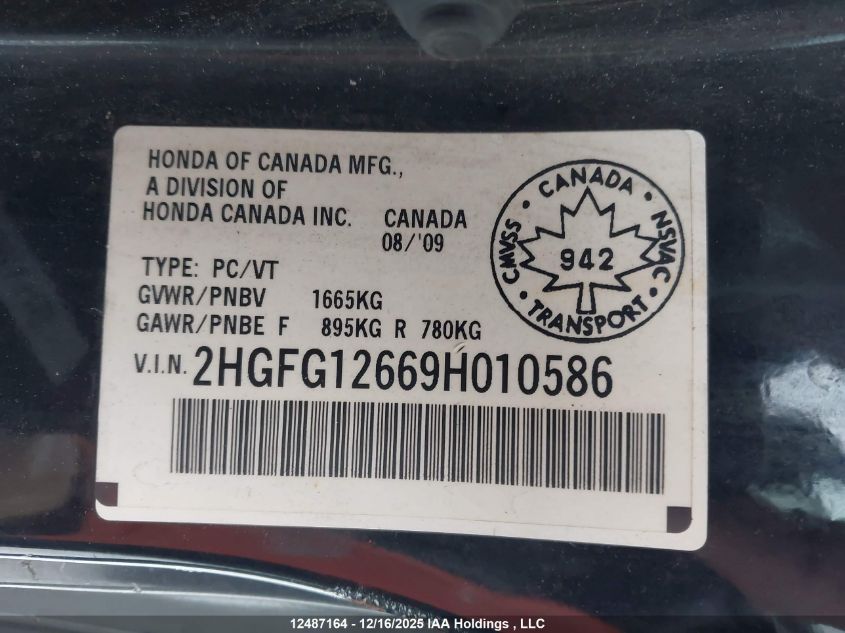 HONDA OF CANADA MFG.,
A DIVISION OF
HONDA CANADA INC. CANADA
08/'09
TYPE: PC/VT
GVWR/PNBV 1665KG
GAWR/PNBE F 895KG R 780KG
V.I.N. 2HGFG12669H010586
CMVSS • CANADA • NSVAC
942
• TRANSPORT •
12487164 - 12/16/2025 IAA Holdings , LLC